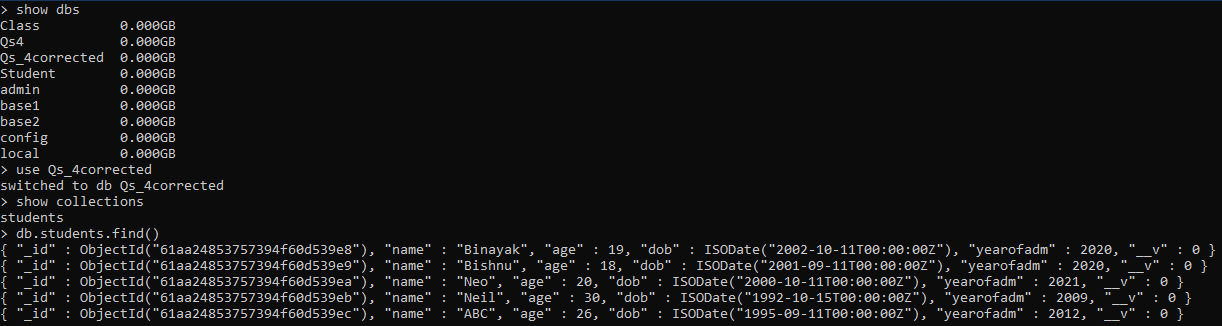 > show dbs
Class          0.000GB
Qs4            0.000GB
Qs_4corrected  0.000GB
Student        0.000GB
admin          0.000GB
base1          0.000GB
base2          0.000GB
config         0.000GB
local          0.000GB
> use Qs_4corrected
switched to db Qs_4corrected
> show collections
students
> db.students.find()
{ "_id" : ObjectId("61aa24853757394f60d539e8"), "name" : "Binayak", "age" : 19, "dob" : ISODate("2002-10-11T00:00:00Z"), "yearofadm" : 2020, "__v" : 0 }
{ "_id" : ObjectId("61aa24853757394f60d539e9"), "name" : "Bishnu", "age" : 18, "dob" : ISODate("2001-09-11T00:00:00Z"), "yearofadm" : 2020, "__v" : 0 }
{ "_id" : ObjectId("61aa24853757394f60d539ea"), "name" : "Neo", "age" : 20, "dob" : ISODate("2000-10-11T00:00:00Z"), "yearofadm" : 2021, "__v" : 0 }
{ "_id" : ObjectId("61aa24853757394f60d539eb"), "name" : "Neil", "age" : 30, "dob" : ISODate("1992-10-15T00:00:00Z"), "yearofadm" : 2009, "__v" : 0 }
{ "_id" : ObjectId("61aa24853757394f60d539ec"), "name" : "ABC", "age" : 26, "dob" : ISODate("1995-09-11T00:00:00Z"), "yearofadm" : 2012, "__v" : 0 }